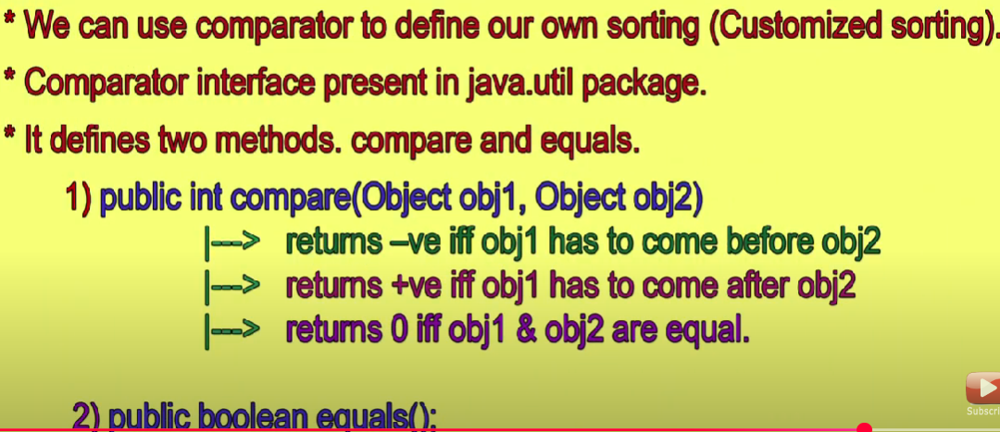 * We can use comparator to define our own sorting (Customized sorting).
* Comparator interface present in java.util package.
* It defines two methods. compare and equals.
1) public int compare(Object obj1, Object obj2)
|---> returns –ve iff obj1 has to come before obj2
|---> returns +ve iff obj1 has to come after obj2
|---> returns 0 iff obj1 & obj2 are equal.
2) public boolean equals();